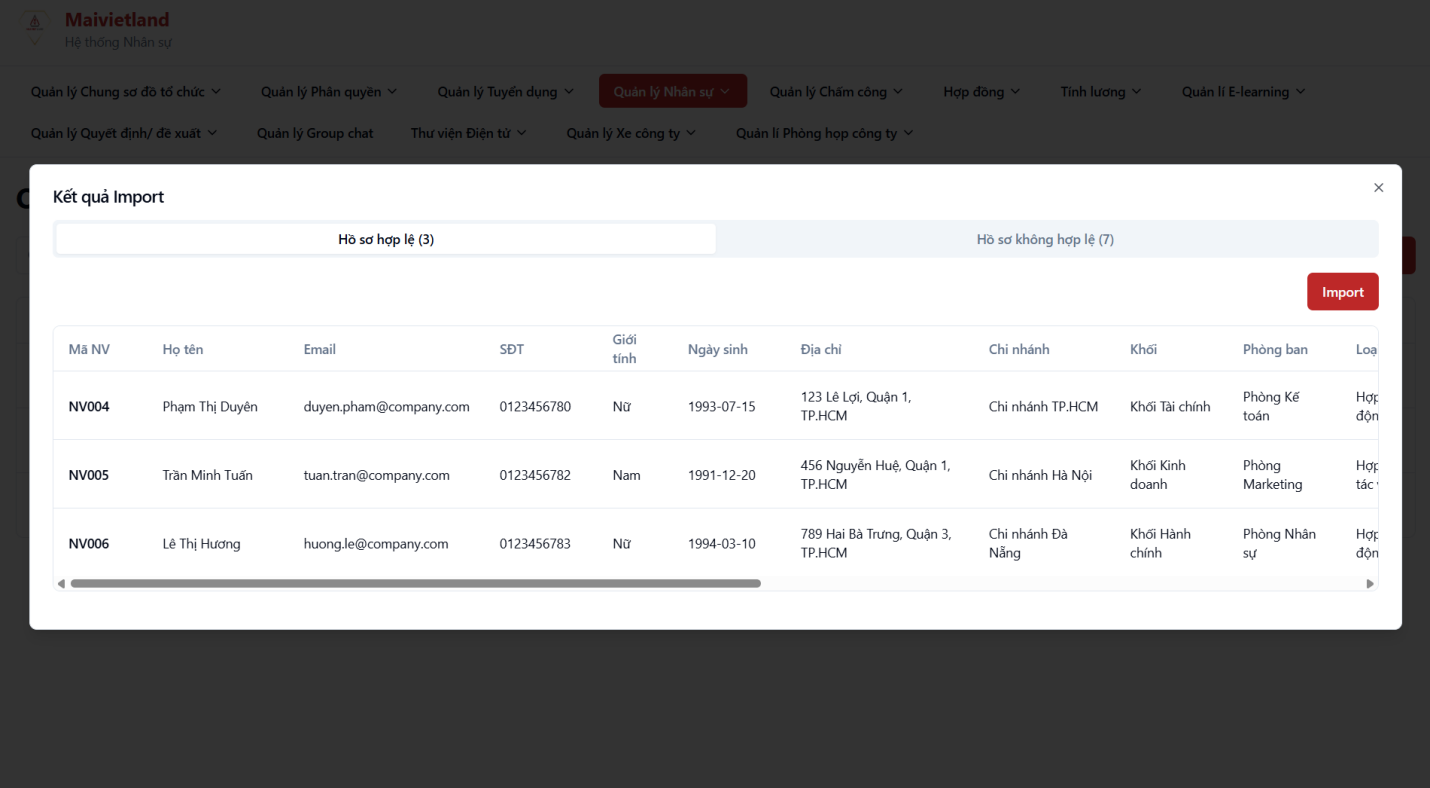 Maivietland
Hệ thống Nhân sự
Quản lý Chung sơ đồ tổ chức
Quản lý Phân quyền
Quản lý Tuyển dụng
Quản lý Nhân sự
Quản lý Chấm công
Hợp đồng
Tính lương
Quản lí E-learning
Quản lý Quyết định/ đề xuất
Quản lý Group chat
Thư viện Điện tử
Quản lý Xe công ty
Quản lí Phòng họp công ty
Kết quả Import
Hồ sơ hợp lệ (3)
Hồ sơ không hợp lệ (7)
Import
Mã NV Họ tên Email SĐT Giới tính Ngày sinh Địa chỉ Chi nhánh Khối Phòng ban
NV004 Phạm Thị Duyên duyen.pham@company.com 0123456780 Nữ 1993-07-15 123 Lê Lợi, Quận 1, TP.HCM Chi nhánh TP.HCM Khối Tài chính Phòng Kế toán
NV005 Trần Minh Tuấn tuan.tran@company.com 0123456782 Nam 1991-12-20 456 Nguyễn Huệ, Quận 1, TP.HCM Chi nhánh Hà Nội Khối Kinh doanh Phòng Marketing
NV006 Lê Thị Hương huong.le@company.com 0123456783 Nữ 1994-03-10 789 Hai Bà Trưng, Quận 3, TP.HCM Chi nhánh Đà Nẵng Khối Hành chính Phòng Nhân sự